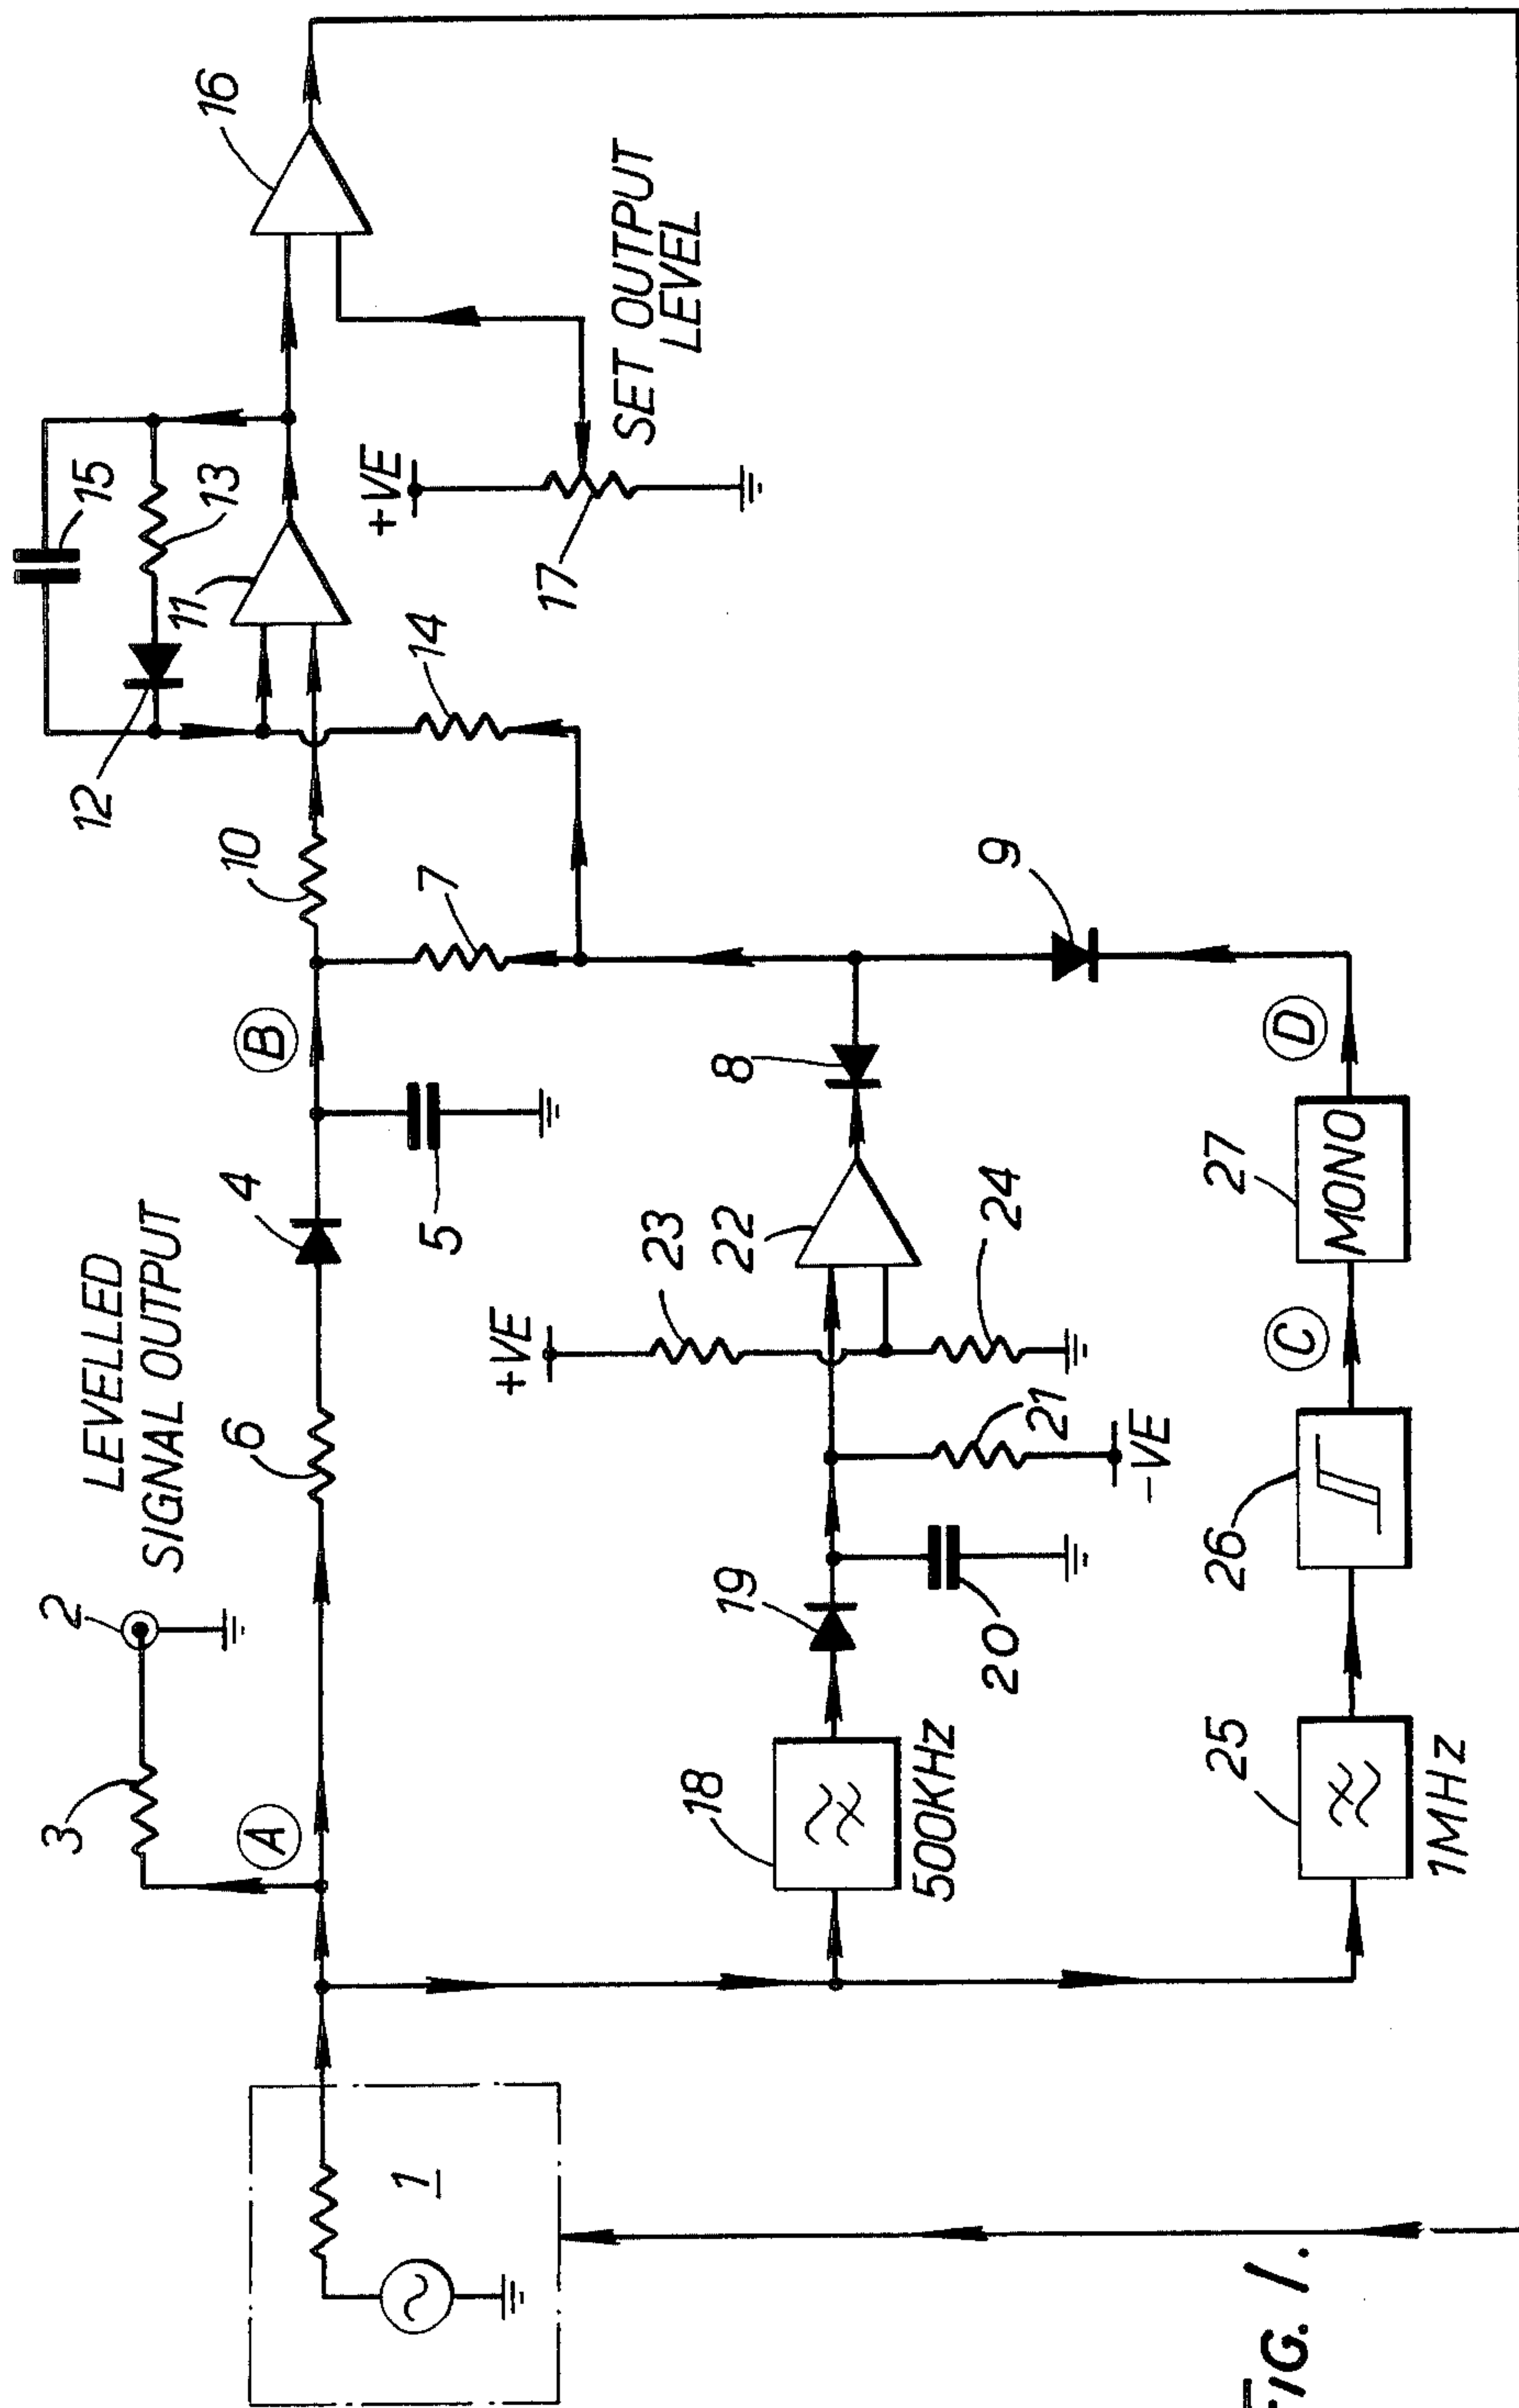 LEVELLED
SIGNAL OUTPUT
2
3
A
6
4
5
B
10
7
12
11
13
15
14
16
+VE
17
SET OUTPUT
LEVEL
1
18
500KHz
19
20
21
-VE
+VE
23
22
24
8
9
25
1MHz
26
C
27
MONO
D
FIG. 1.